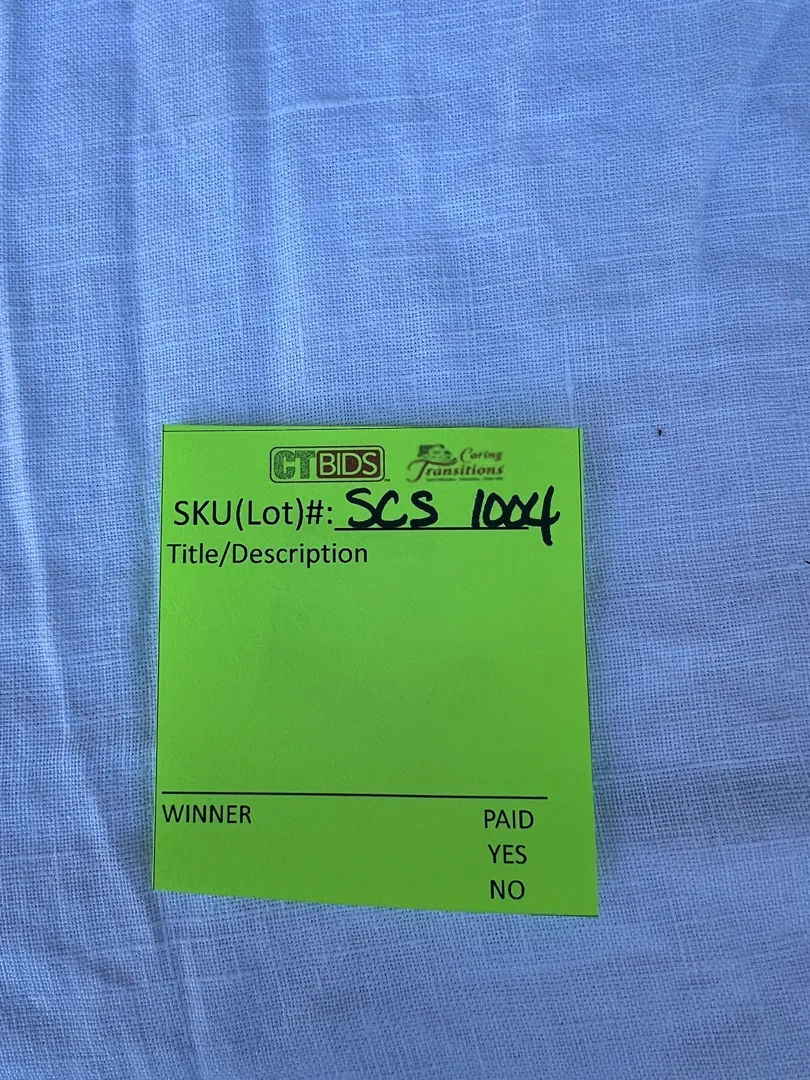 CTBIDS Caring Transitions
SKU(Lot)#: SCS 1004
Title/Description
WINNER PAID
YES
NO